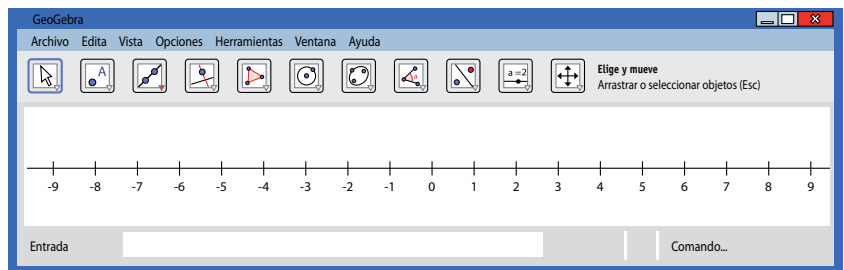 GeoGebra
Archivo Edita Vista Opciones Herramientas Ventana Ayuda
A a a=2 Elige y mueve
Arrastrar o seleccionar objetos (Esc)
-9 -8 -7 -6 -5 -4 -3 -2 -1 0 1 2 3 4 5 6 7 8 9
Entrada Comando...